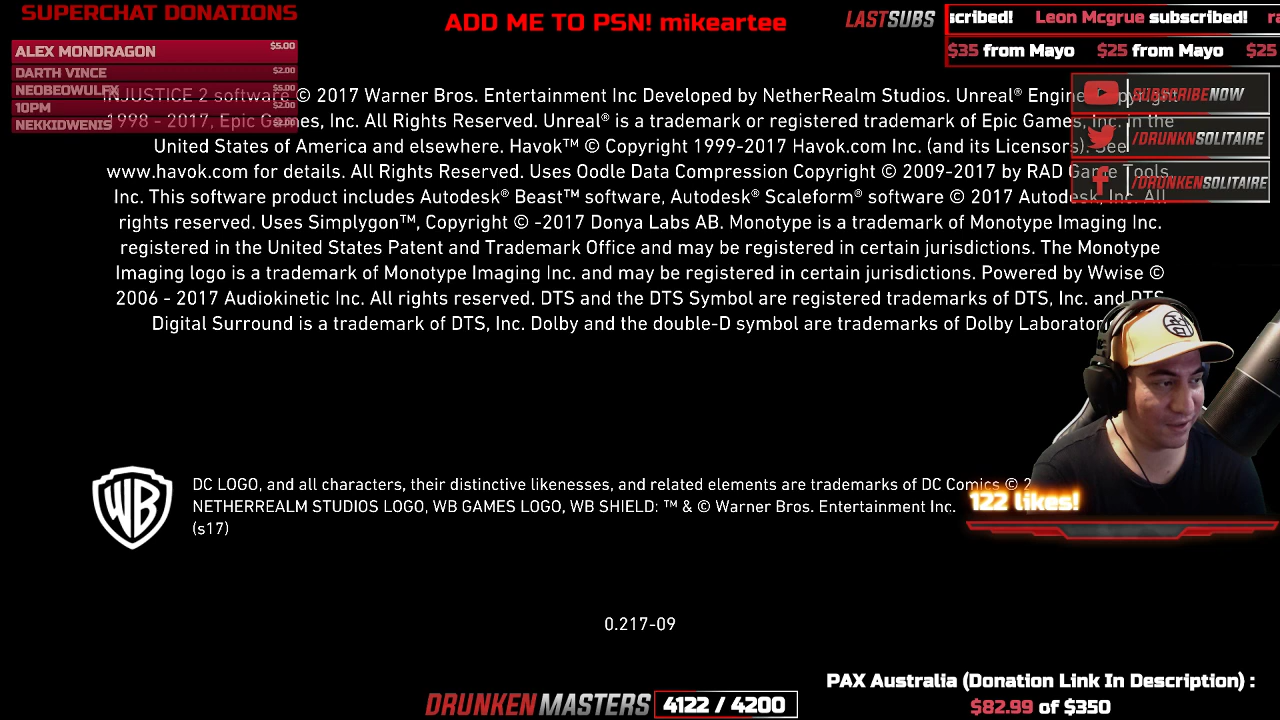 SUPERCHAT DONATIONS
ALEX MONDRAGON $5.00
DARTH VINCE $2.00
NEOBEOWULFX $5.00
10PM $2.00
NEKKIDWENIS $2.00
ADD ME TO PSN! mikeartee
LASTSUBS
scribed! Leon Mcgrue subscribed!
$35 from Mayo $25 from Mayo $25
SUBSCRIBENOW
/DRUNKNSOLITAIRE
/DRUNKENSOLITAIRE
INJUSTICE 2 software © 2017 Warner Bros. Entertainment Inc Developed by NetherRealm Studios. Unreal® Engine, Copyright
1998 - 2017, Epic Games, Inc. All Rights Reserved. Unreal® is a trademark or registered trademark of Epic Games, Inc. in the
United States of America and elsewhere. Havok™ © Copyright 1999-2017 Havok.com Inc. (and its Licensors). See
www.havok.com for details. All Rights Reserved. Uses Oodle Data Compression Copyright © 2009-2017 by RAD Game Tools
Inc. This software product includes Autodesk® Beast™ software, Autodesk® Scaleform® software © 2017 Autodesk, Inc. All
rights reserved. Uses Simplygon™, Copyright © -2017 Donya Labs AB. Monotype is a trademark of Monotype Imaging Inc.
registered in the United States Patent and Trademark Office and may be registered in certain jurisdictions. The Monotype
Imaging logo is a trademark of Monotype Imaging Inc. and may be registered in certain jurisdictions. Powered by Wwise ©
2006 - 2017 Audiokinetic Inc. All rights reserved. DTS and the DTS Symbol are registered trademarks of DTS, Inc. and DTS
Digital Surround is a trademark of DTS, Inc. Dolby and the double-D symbol are trademarks of Dolby
WB
DC LOGO, and all characters, their distinctive likenesses, and related elements are trademarks of DC Comics © 2
NETHERREALM STUDIOS LOGO, WB GAMES LOGO, WB SHIELD: ™ & © Warner Bros. Entertainment Inc.
(s17)
122 likes!
0.217-09
DRUNKEN MASTERS 4122 / 4200
PAX Australia (Donation Link In Description) :
$82.99 of $350